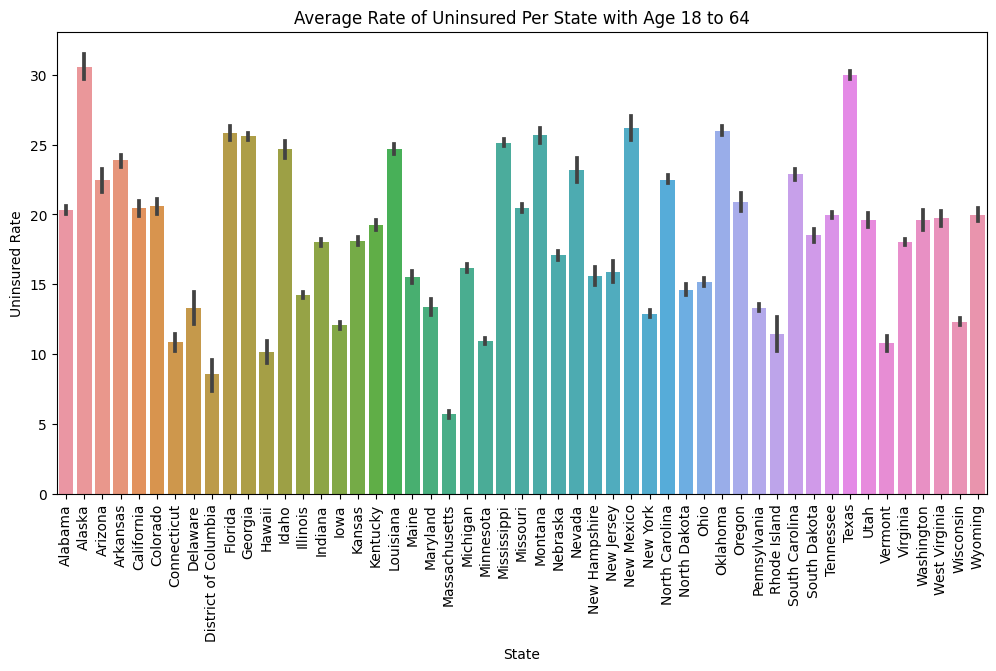 Average Rate of Uninsured Per State with Age 18 to 64
Uninsured Rate
30
25
20
15
10
5
0
Alabama
Alaska
Arizona
Arkansas
California
Colorado
Connecticut
Delaware
District of Columbia
Florida
Georgia
Hawaii
Idaho
Illinois
Indiana
Iowa
Kansas
Kentucky
Louisiana
Maine
Maryland
Massachusetts
Michigan
Minnesota
Mississippi
Missouri
Montana
Nebraska
Nevada
New Hampshire
New Jersey
New Mexico
New York
North Carolina
North Dakota
Ohio
Oklahoma
Oregon
Pennsylvania
Rhode Island
South Carolina
South Dakota
Tennessee
Texas
Utah
Vermont
Virginia
Washington
West Virginia
Wisconsin
Wyoming
State